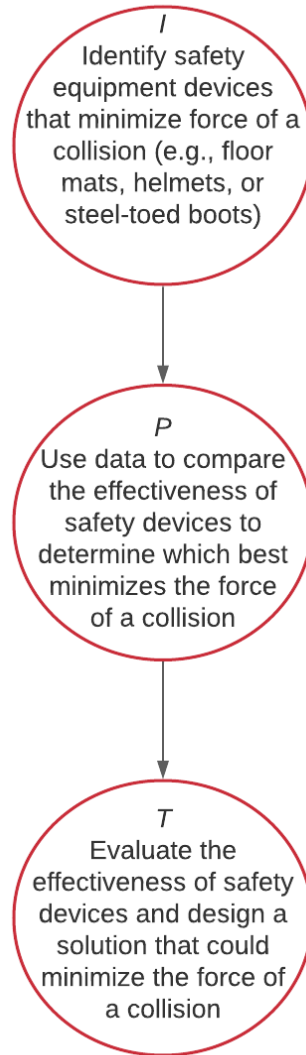 I
Identify safety
equipment devices
that minimize force of a
collision (e.g., floor
mats, helmets, or
steel-toed boots)
P
Use data to compare
the effectiveness of
safety devices to
determine which best
minimizes the force
of a collision
T
Evaluate the
effectiveness of safety
devices and design a
solution that could
minimize the force of
a collision